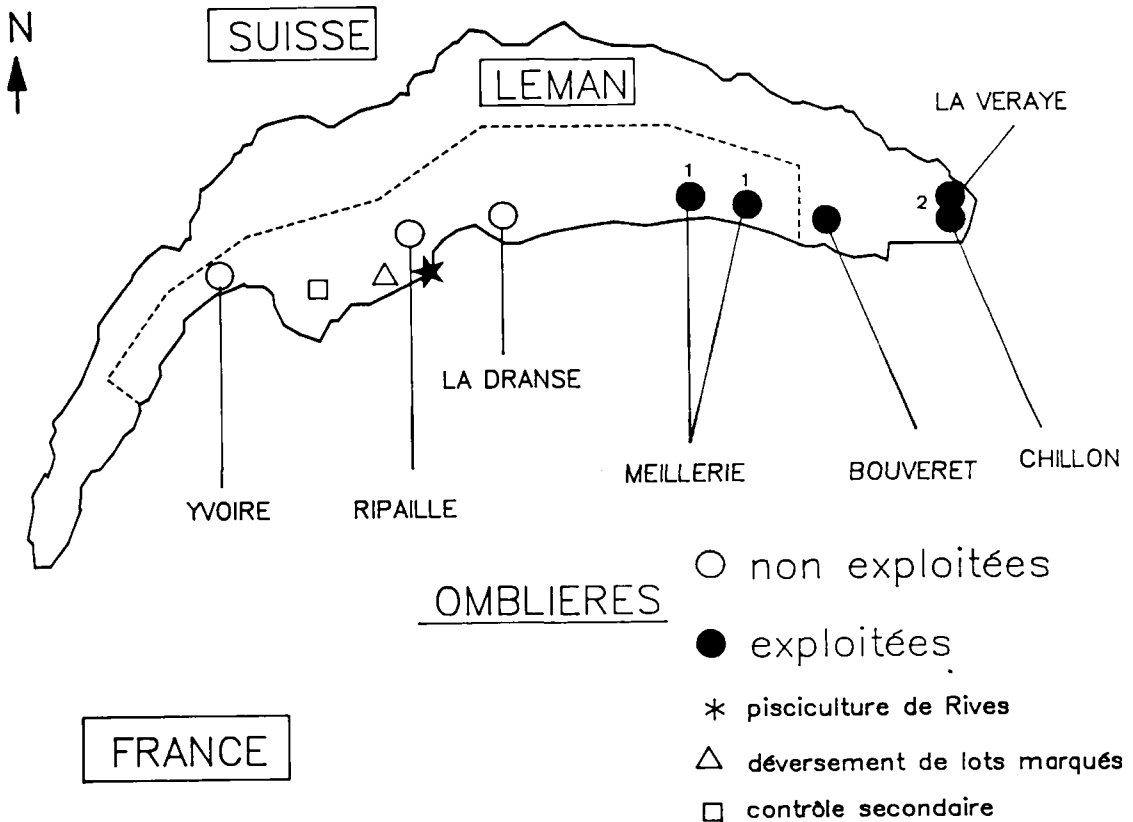 N
SUISSE
LEMAN
LA VERAYE
1
1
2
LA DRANSE
MEILLERIE
BOUVERET
CHILLON
YVOIRE
RIPAILLE
OMBLIERES
non exploitées
exploitées
pisciculture de Rives
déversement de lots marqués
contrôle secondaire
FRANCE